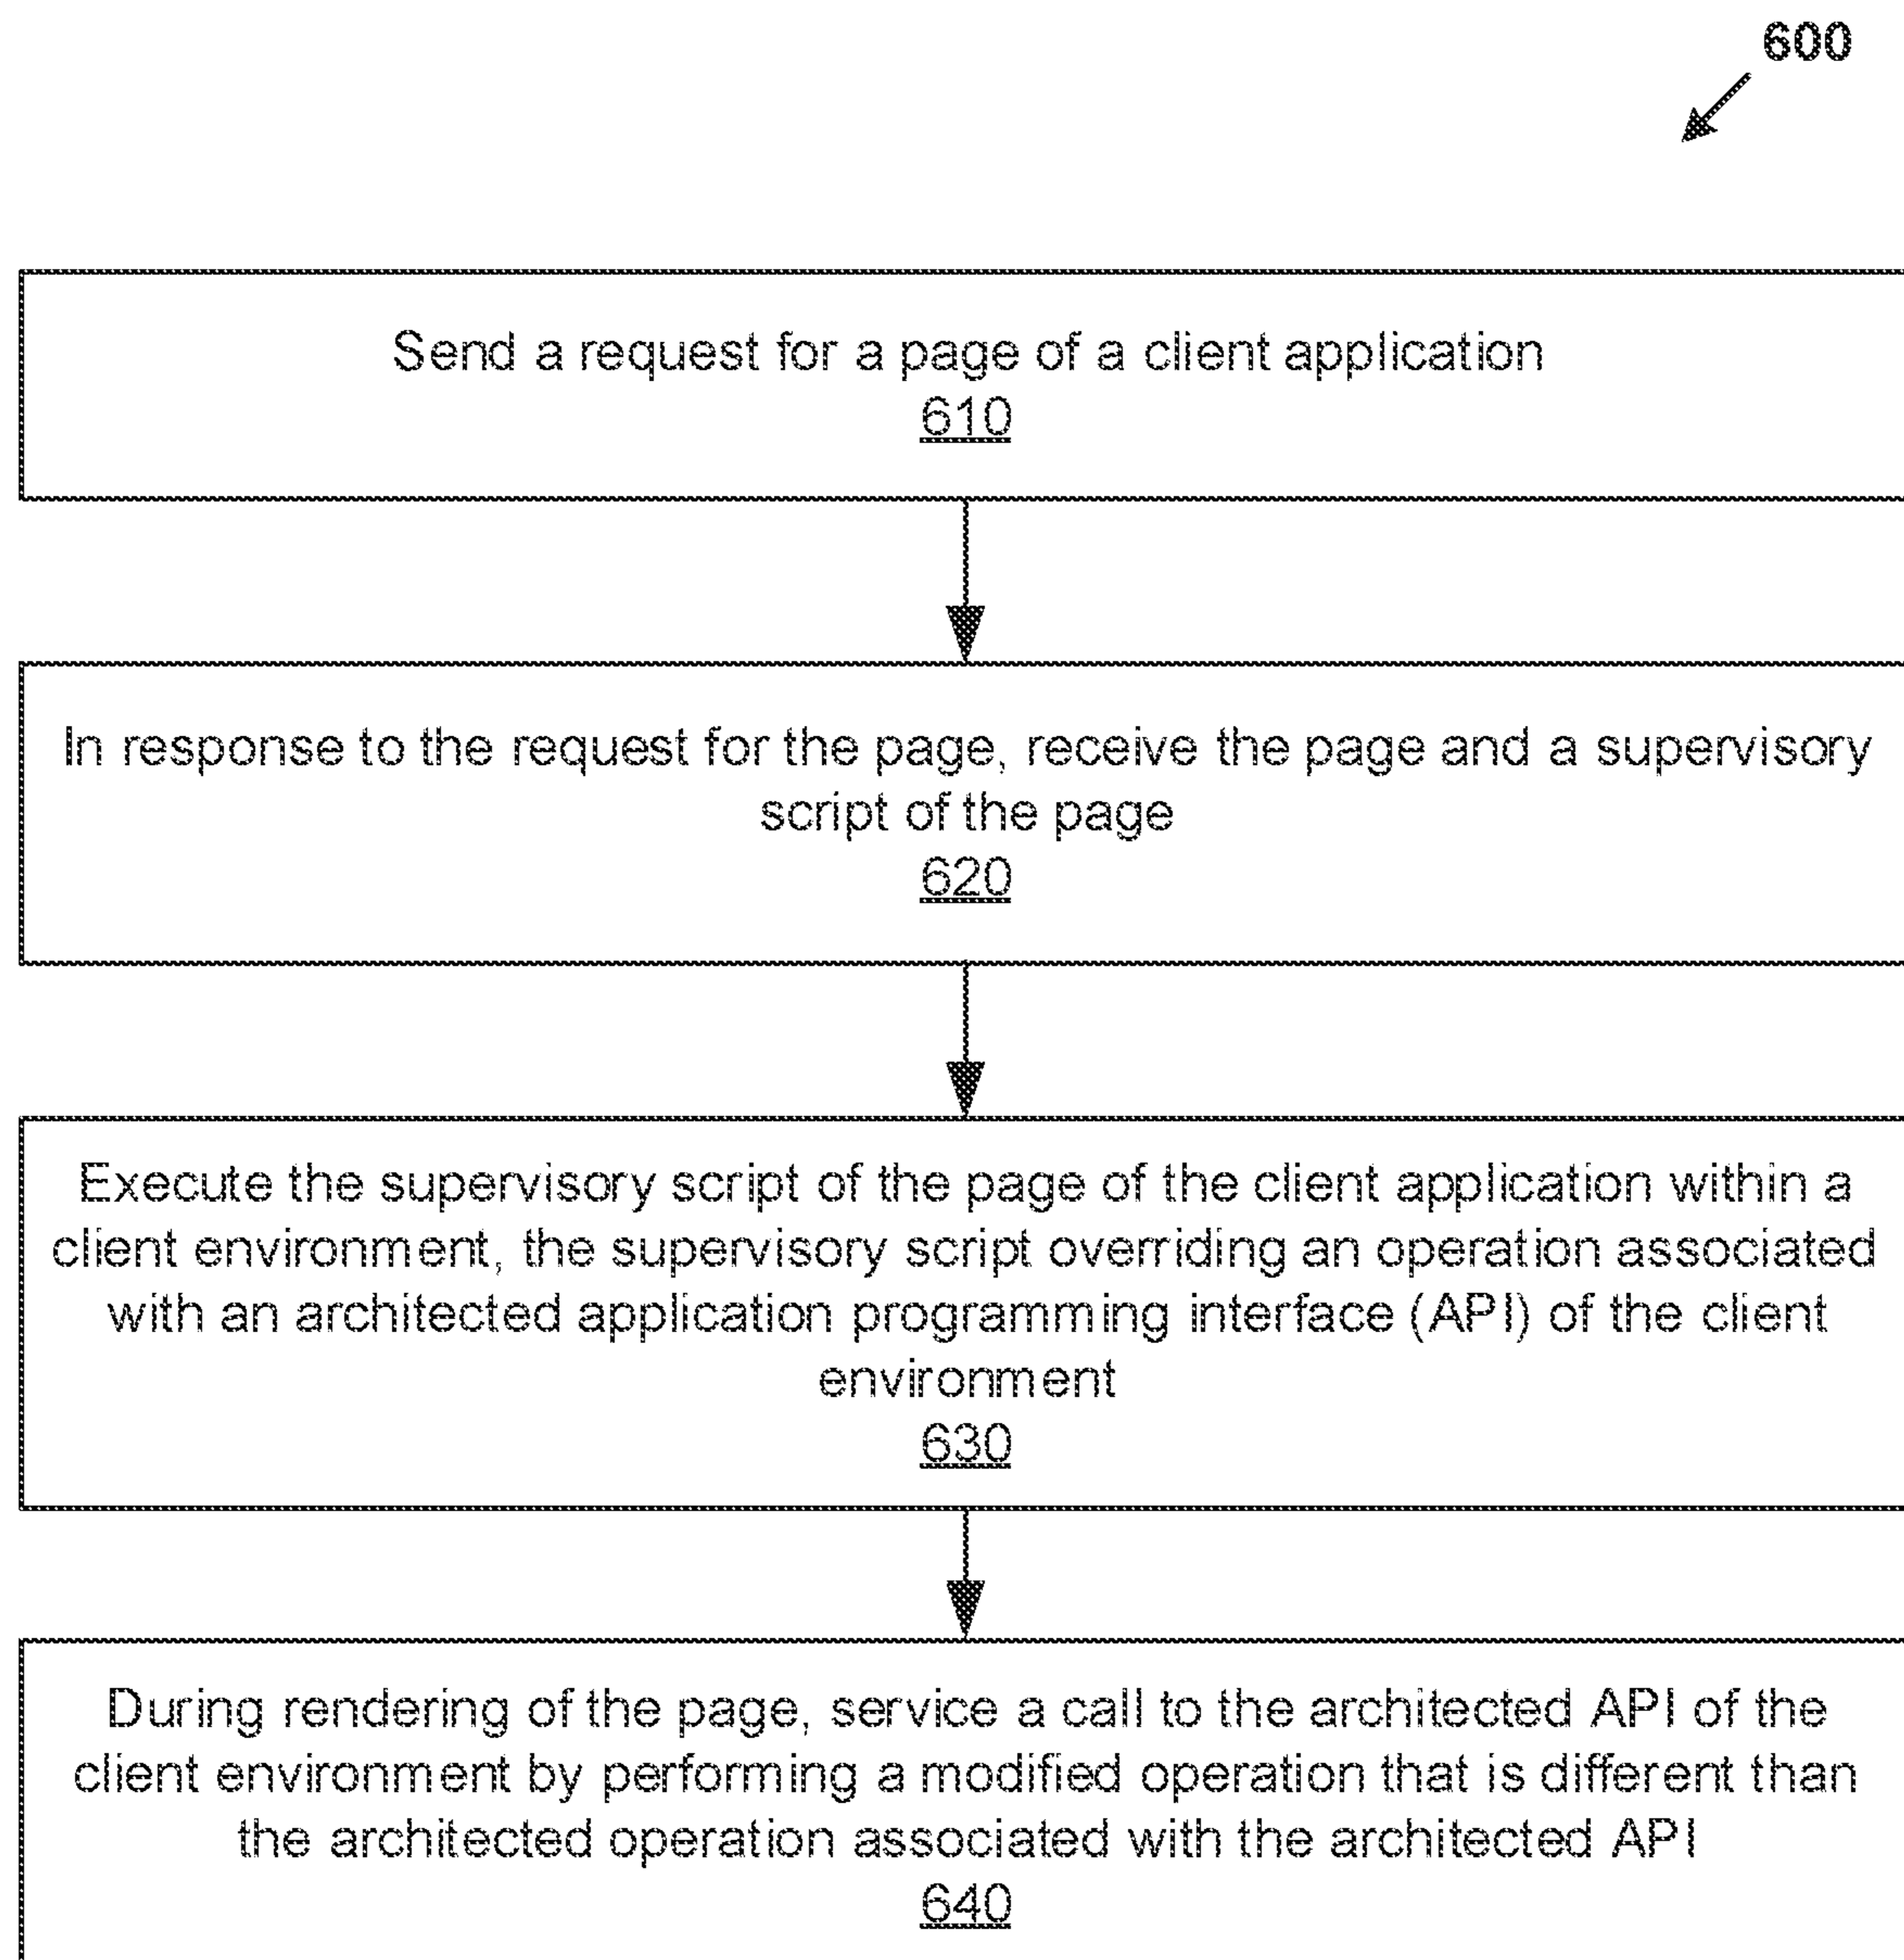 600
Send a request for a page of a client application
610
In response to the request for the page, receive the page and a supervisory
script of the page
620
Execute the supervisory script of the page of the client application within a
client environment, the supervisory script overriding an operation associated
with an architected application programming interface (API) of the client
environment
630
During rendering of the page, service a call to the architected API of the
client environment by performing a modified operation that is different than
the architected operation associated with the architected API
640